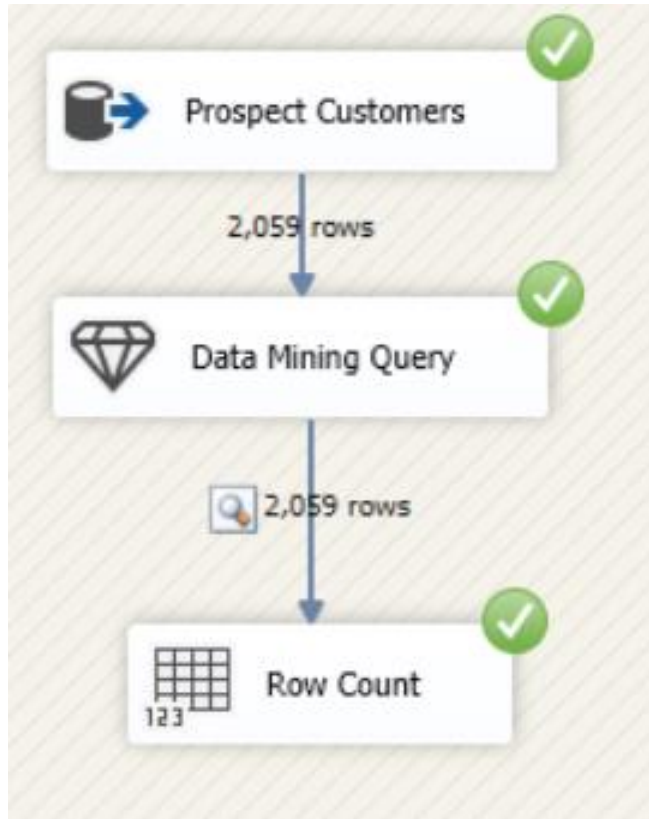 Prospect Customers
2,059 rows
Data Mining Query
2,059 rows
Row Count
123